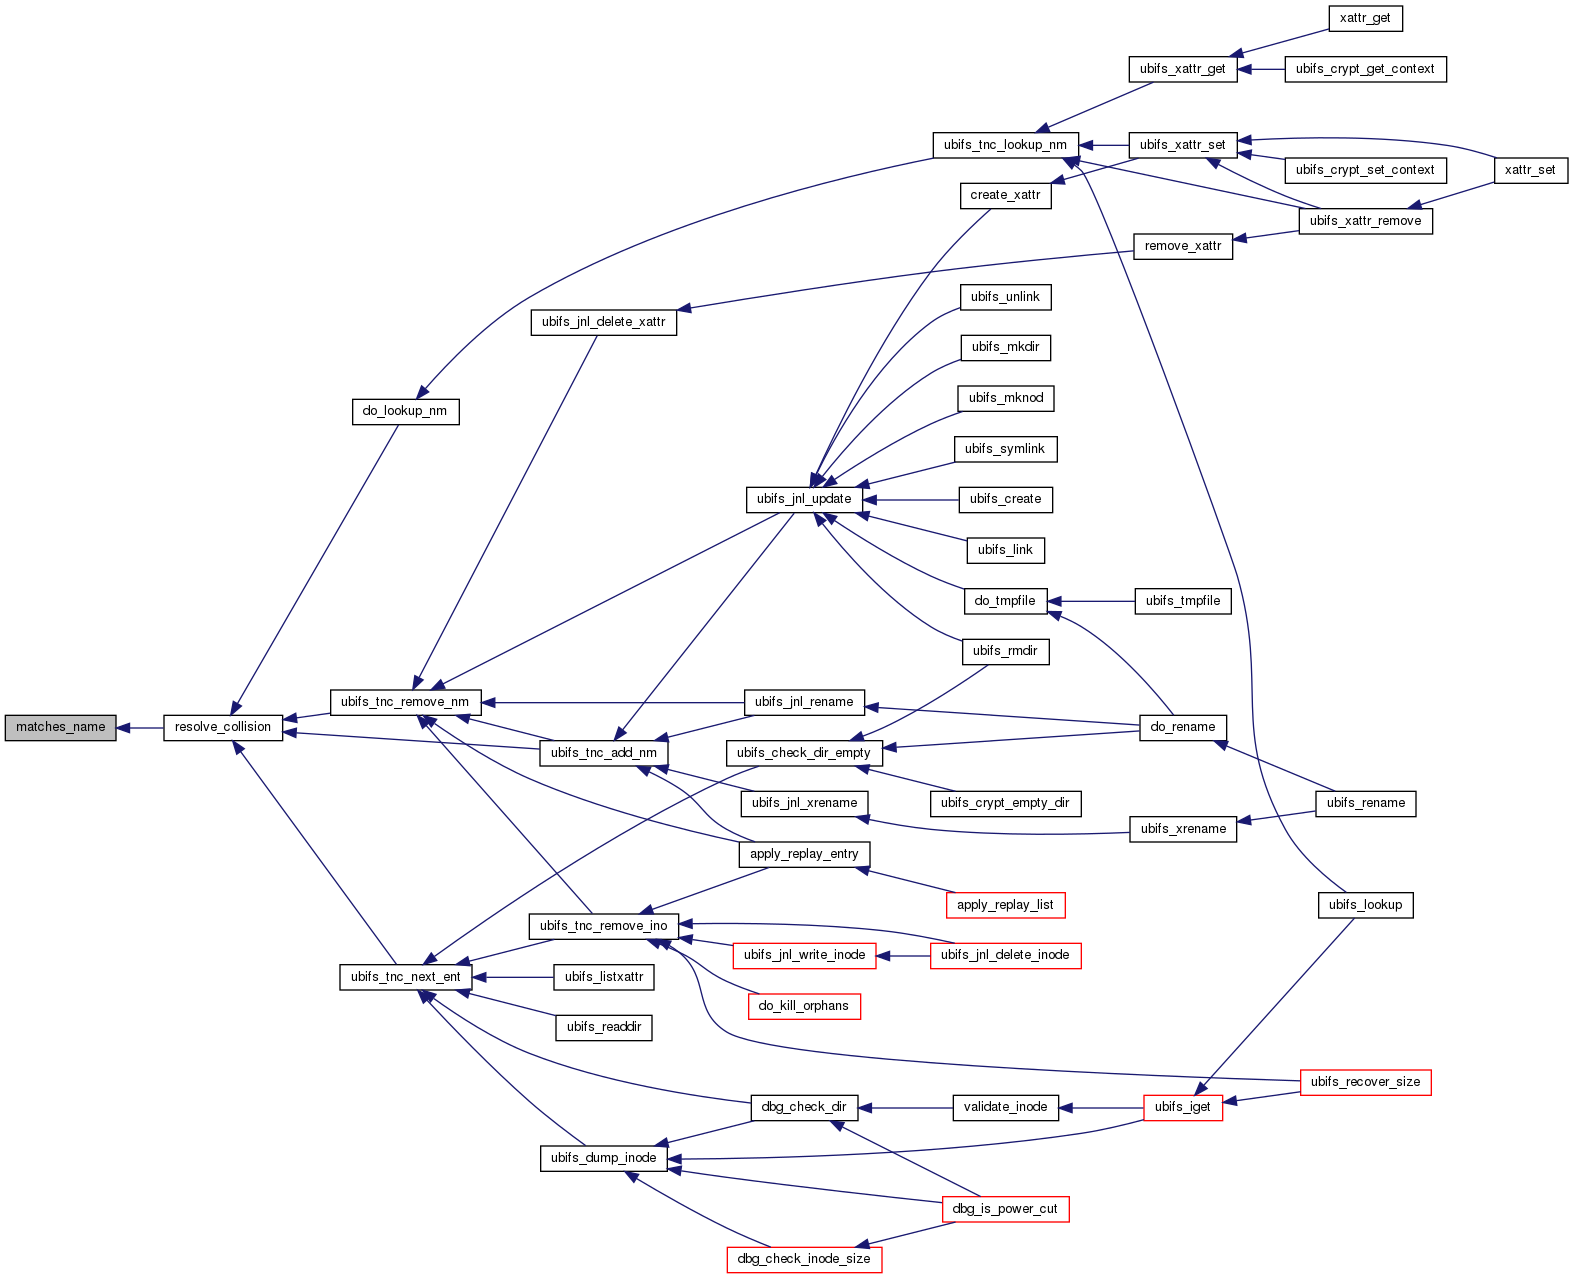 xattr_get
ubifs_xattr_get
ubifs_crypt_get_context
ubifs_tnc_lookup_nm
ubifs_xattr_set
ubifs_crypt_set_context
xattr_set
create_xattr
ubifs_xattr_remove
remove_xattr
ubifs_unlink
ubifs_jnl_delete_xattr
ubifs_mkdir
ubifs_mknod
do_lookup_nm
ubifs_symlink
ubifs_jnl_update
ubifs_create
ubifs_link
do_tmpfile
ubifs_tmpfile
ubifs_rmdir
ubifs_tnc_remove_nm
ubifs_jnl_rename
matches_name
resolve_collision
do_rename
ubifs_tnc_add_nm
ubifs_check_dir_empty
ubifs_jnl_xrename
ubifs_crypt_empty_dir
ubifs_rename
ubifs_xrename
apply_replay_entry
apply_replay_list
ubifs_lookup
ubifs_tnc_remove_ino
ubifs_jnl_write_inode
ubifs_jnl_delete_inode
ubifs_tnc_next_ent
ubifs_listxattr
do_kill_orphans
ubifs_readdir
ubifs_recover_size
dbg_check_dir
validate_inode
ubifs_iget
ubifs_dump_inode
dbg_is_power_cut
dbg_check_inode_size